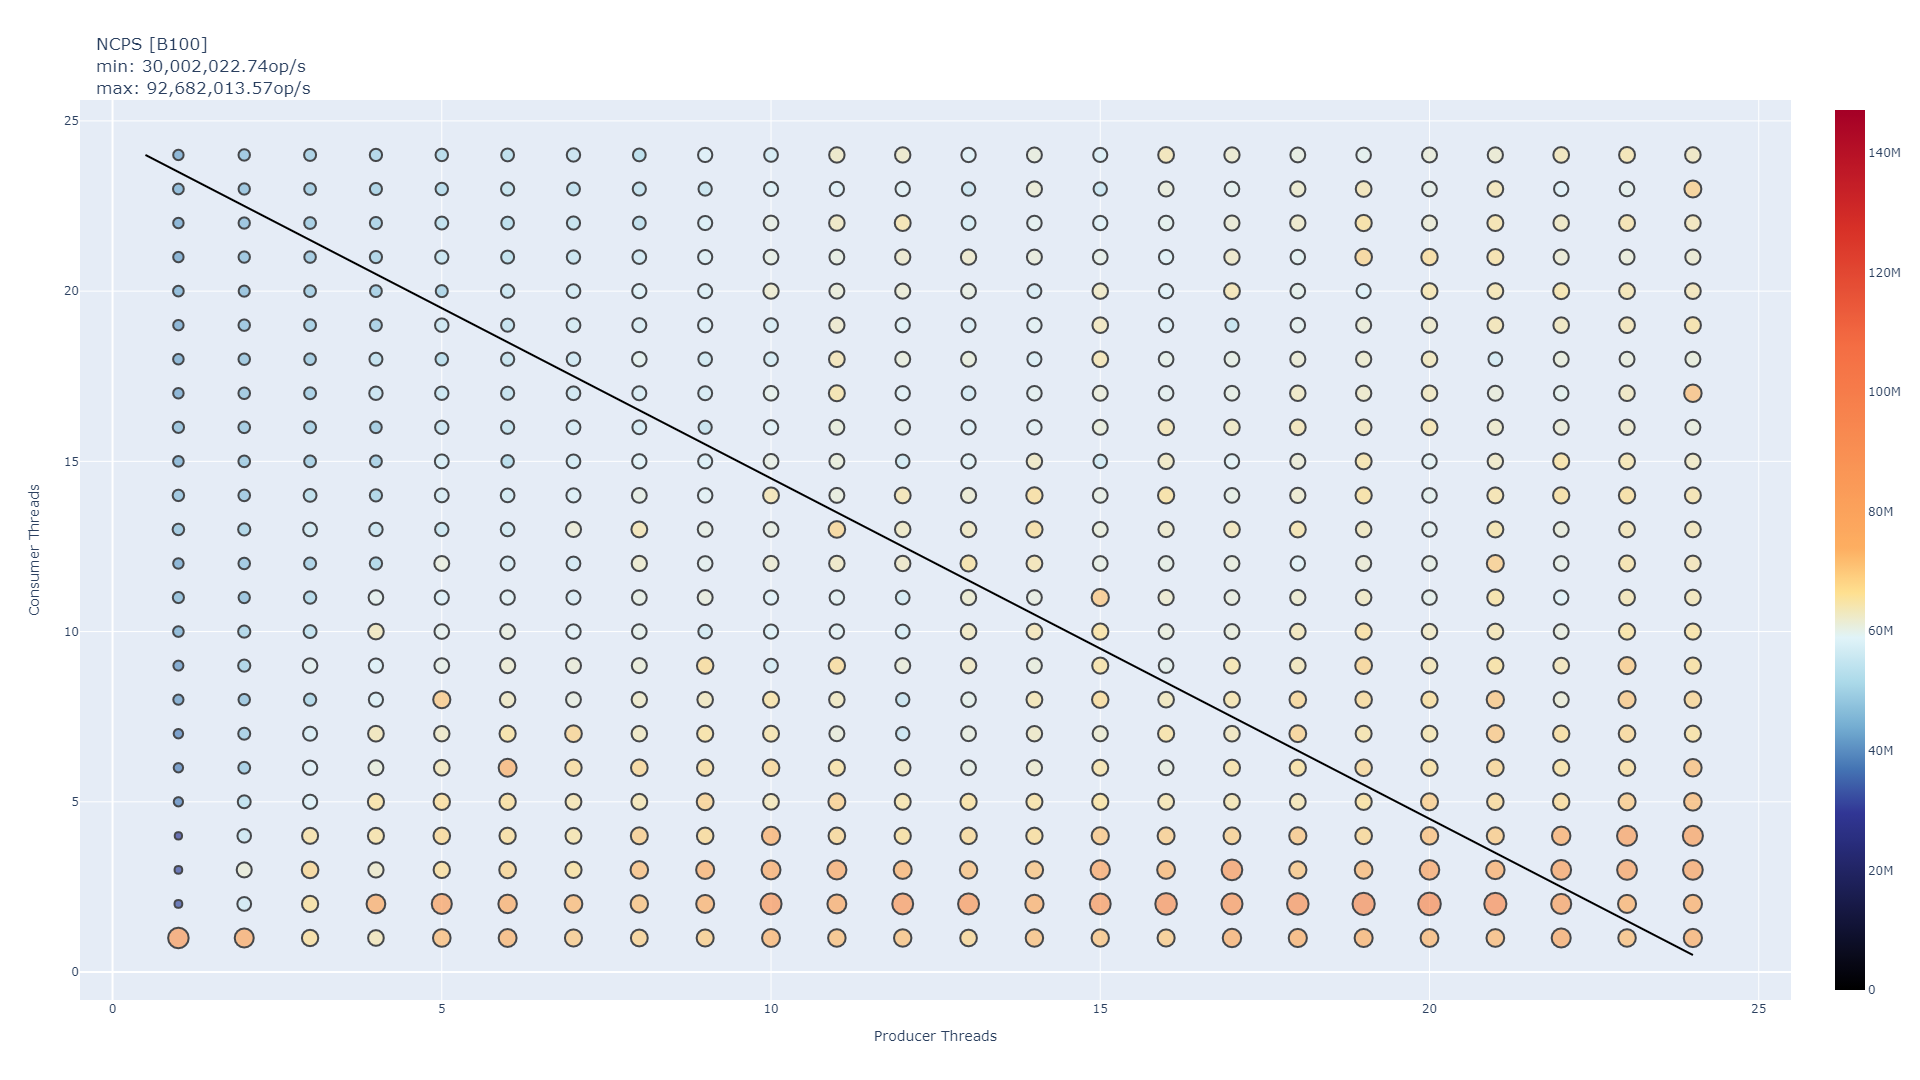 NCPS [B100]
min: 30,002,022.74op/s
max: 92,682,013.57op/s
25
20
15
10
5
0
Consumer Threads
0
5
10
15
20
25
Producer Threads
140M
120M
100M
80M
60M
40M
20M
0